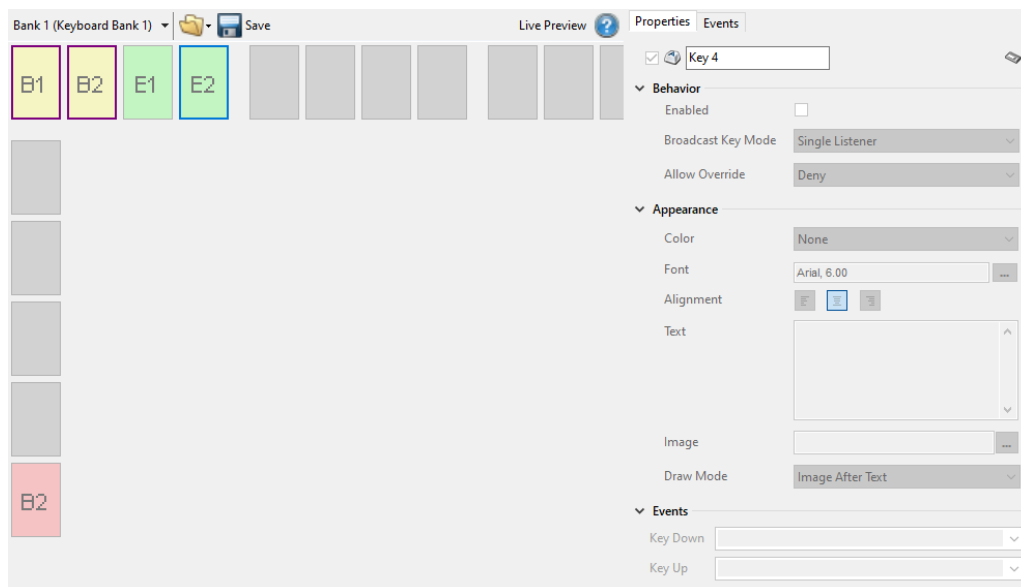 Bank 1 (Keyboard Bank 1) Save Live Preview
Properties Events
B1 B2 E1 E2
Key 4
Behavior
Enabled
Broadcast Key Mode Single Listener
Allow Override Deny
Appearance
Color None
Font Arial, 6.00 ...
Alignment
Text
Image ...
Draw Mode Image After Text
B2
Events
Key Down
Key Up